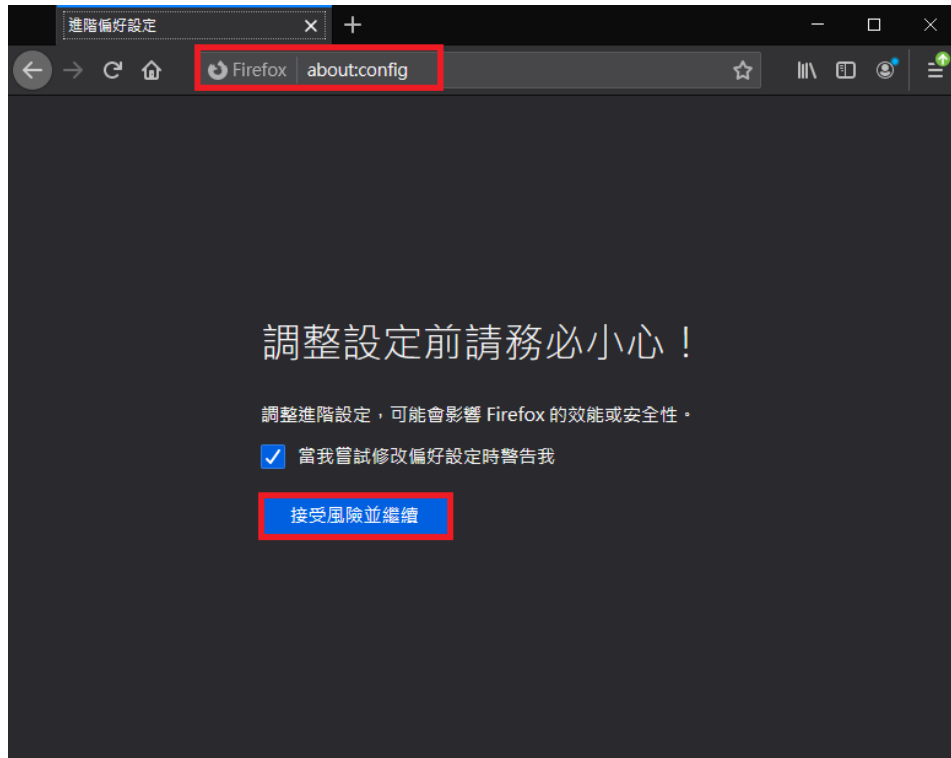 進階偏好設定
Firefox about:config
調整設定前請務必小心！
調整進階設定，可能會影響 Firefox 的效能或安全性。
當我嘗試修改偏好設定時警告我
接受風險並繼續